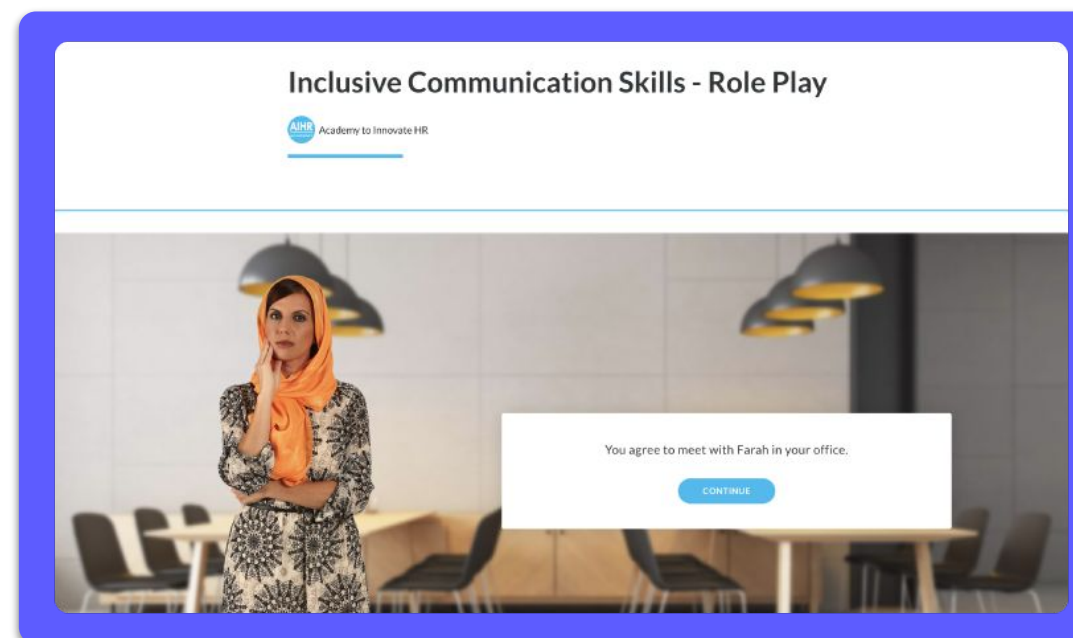 Inclusive Communication Skills - Role Play
AIHR
Academy to Innovate HR
You agree to meet with Farah in your office.
CONTINUE